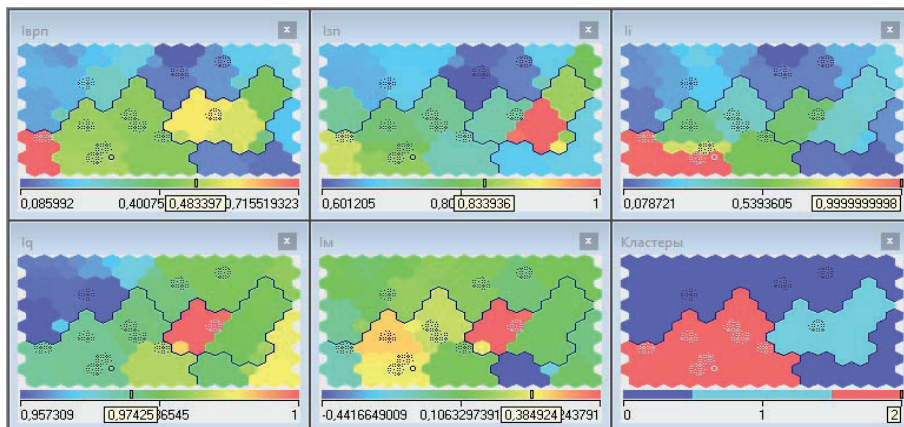 Iврп
x
Iзп
x
Ii
x
0,085992 0,40075 0,483397 0,715519323
0,601205 0,80 0,833936 1
0,078721 0,5393605 0,9999999998
Iq
x
Iм
x
Кластеры
x
0,957309 0,97425 36545 1
-0,4416649009 0,1063297391 0,384924 243791
0 1 2